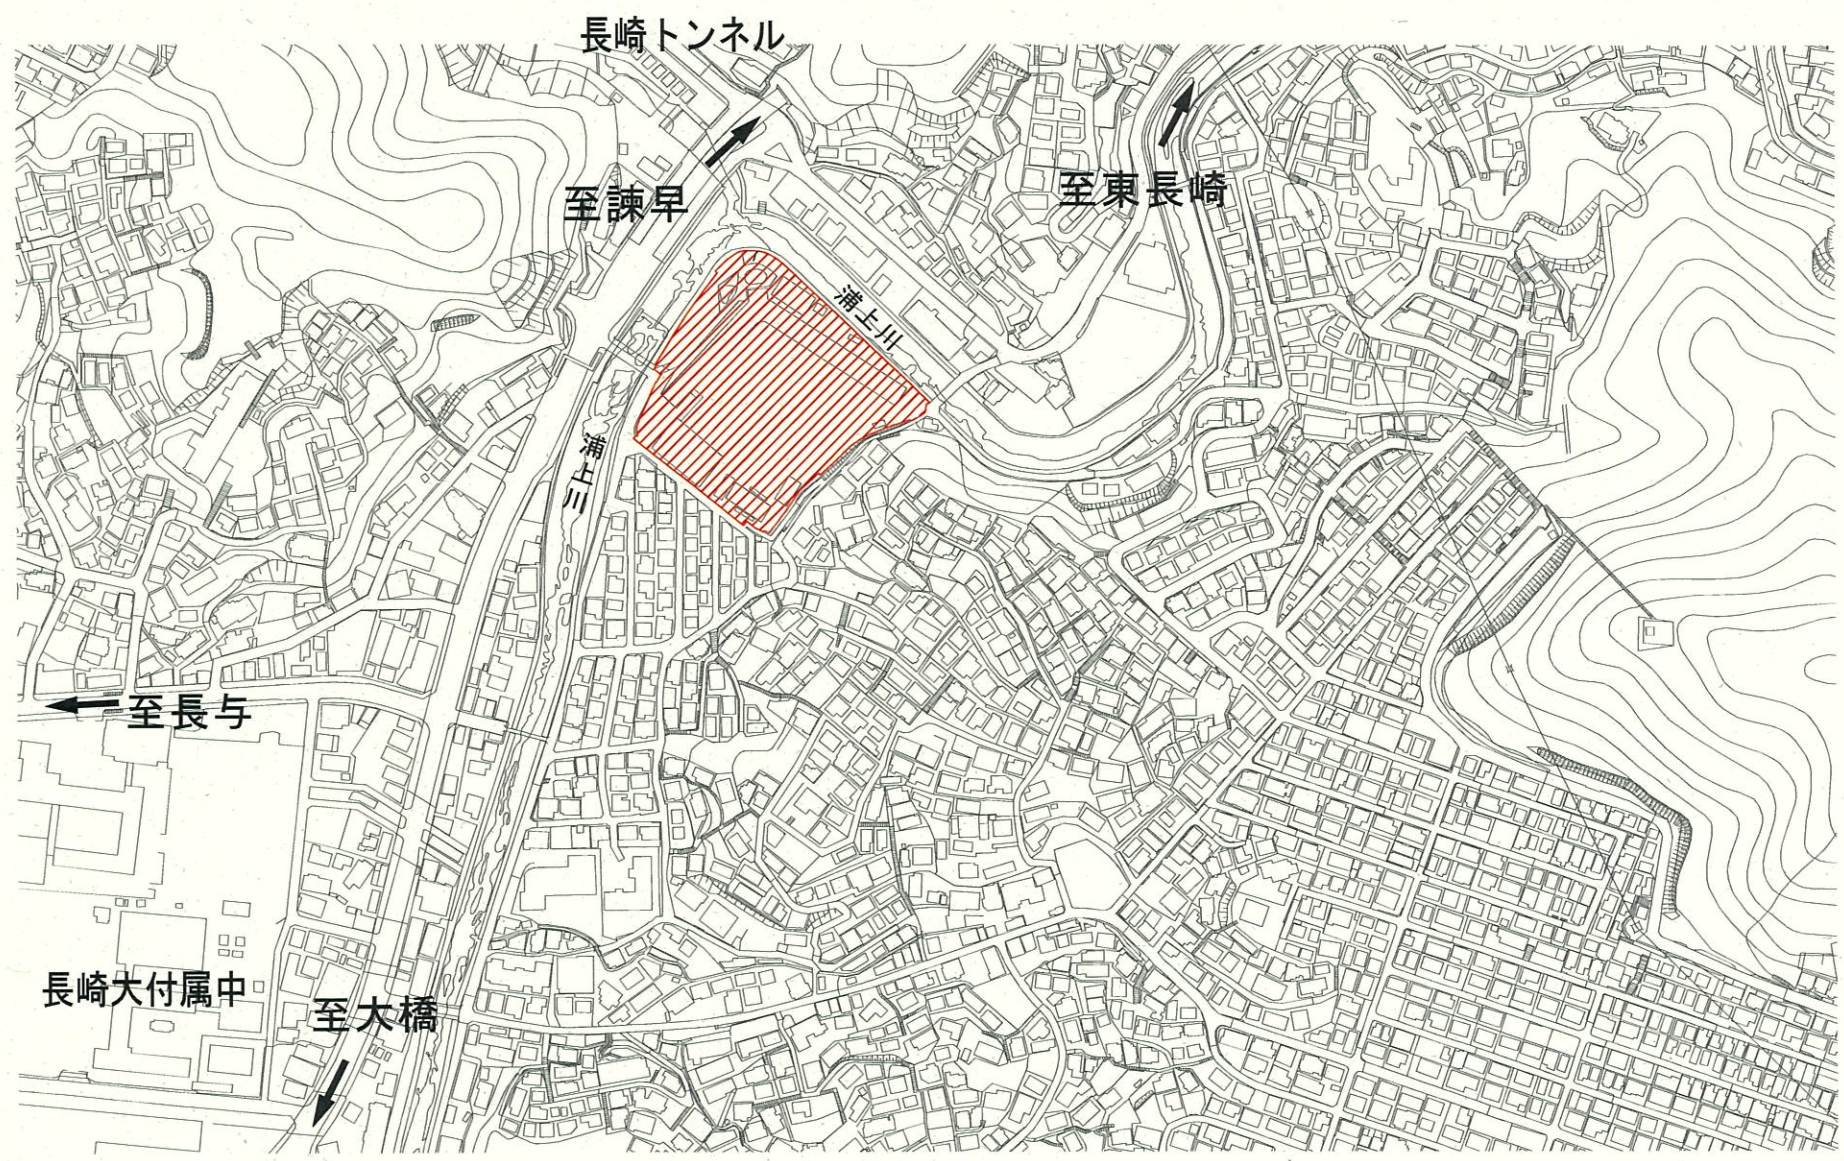 長崎トンネル
至諫早
至東長崎
浦上川
浦上川
至長与
長崎大付属中
至大橋